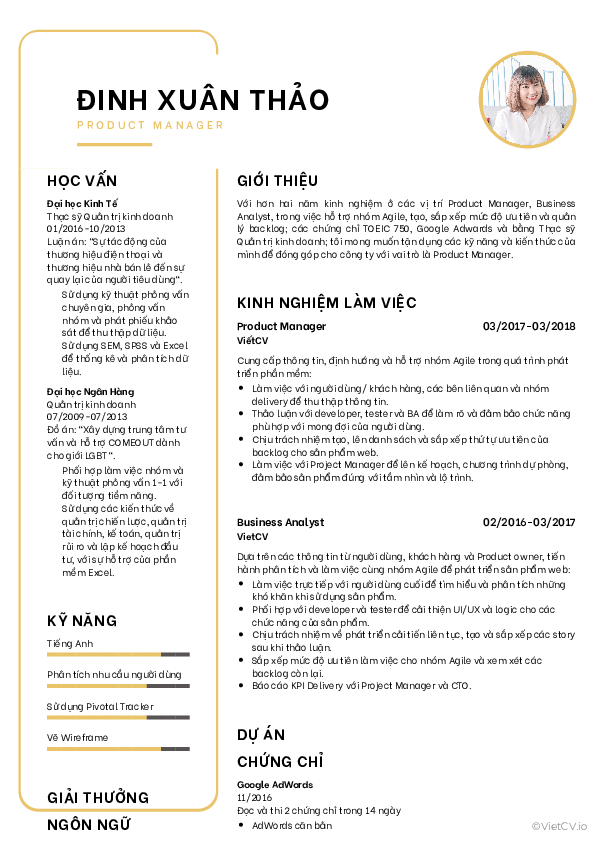 ĐINH XUÂN THẢO
PRODUCT MANAGER
HỌC VẤN
Đại học Kinh Tế
Thạc sỹ Quản trị kinh doanh
01/2016-10/2013
Luận án: "Sự tác động của
thương hiệu điện thoại và
thương hiệu nhà bán lẻ đến sự
quay lại của người tiêu dùng".
Sử dụng kỹ thuật phỏng vấn
chuyên gia, phỏng vấn
nhóm và phát phiếu khảo
sát để thu thập dữ liệu.
Sử dụng SEM, SPSS và Excel
để thống kê và phân tích dữ
liệu.
Đại học Ngân Hàng
Quản trị kinh doanh
07/2009-07/2013
Đồ án: "Xây dựng trung tâm tư
vấn và hỗ trợ COMEOUT dành
cho giới LGBT".
Phối hợp làm việc nhóm và
kỹ thuật phỏng vấn 1-1 với
đối tượng tiềm năng.
Sử dụng các kiến thức về
quản trị chiến lược, quản trị
tài chính, kế toán, quản trị
rủi ro và lập kế hoạch đầu
tư, với sự hỗ trợ của phần
mềm Excel.
KỸ NĂNG
Tiếng Anh
Phân tích nhu cầu người dùng
Sử dụng Pivotal Tracker
Vẽ Wireframe
GIẢI THƯỞNG
NGÔN NGỮ
GIỚI THIỆU
Với hơn hai năm kinh nghiệm ở các vị trí Product Manager, Business
Analyst, trong việc hỗ trợ nhóm Agile, tạo, sắp xếp mức độ ưu tiên và quản
lý backlog; các chứng chỉ TOEIC 750, Google Adwards và bằng Thạc sỹ
Quản trị kinh doanh; tôi mong muốn tận dụng các kỹ năng và kiến thức của
mình để đóng góp cho công ty với vai trò là Product Manager.
KINH NGHIỆM LÀM VIỆC
Product Manager 03/2017-03/2018
ViétCV
Cung cấp thông tin, định hướng và hỗ trợ nhóm Agile trong quá trình phát
triển phần mềm:
• Làm việc với người dùng/ khách hàng, các bên liên quan và nhóm
delivery để thu thập thông tin.
• Thảo luận với developer, tester và BA để làm rõ và đảm bảo chức năng
phù hợp với mong đợi của người dùng.
• Chịu trách nhiệm tạo, lên danh sách và sắp xếp thứ tự ưu tiên của
backlog cho sản phẩm web.
• Làm việc với Project Manager để lên kế hoạch, chương trình dự phòng,
đảm bảo sản phẩm đúng với tầm nhìn và lộ trình.
Business Analyst 02/2016-03/2017
VietCV
Dựa trên các thông tin từ người dùng, khách hàng và Product owner, tiến
hành phân tích và làm việc cùng nhóm Agile để phát triển sản phẩm web:
• Làm việc trực tiếp với người dùng cuối để tìm hiểu và phân tích những
khó khăn khi sử dụng sản phẩm.
• Phối hợp với developer và tester để cải thiện UI/UX và logic cho các
chức năng của sản phẩm.
• Chịu trách nhiệm về phát triển cải tiến liên tục, tạo và sắp xếp các story
sau khi thảo luận.
• Sắp xếp mức độ ưu tiên làm việc cho nhóm Agile và xem xét các
backlog còn lại.
• Báo cáo KPI Delivery với Project Manager và CTO.
DỰ ÁN
CHỨNG CHỈ
Google AdWords
11/2016
Đọc và thi 2 chứng chỉ trong 14 ngày
• AdWords căn bản
©VietCV.io